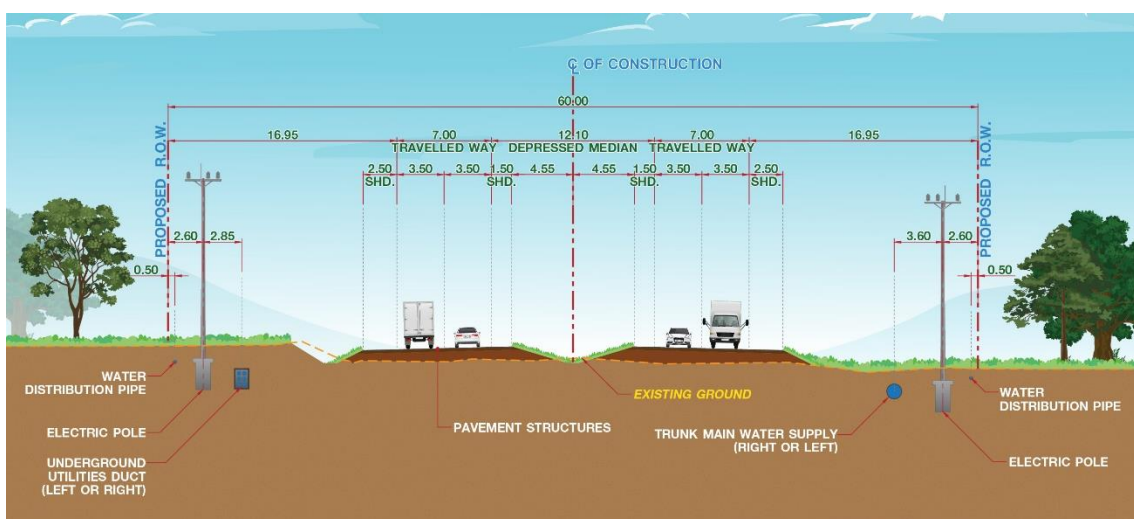 ℄ OF CONSTRUCTION
60.00
16.95 7.00 12.10 7.00 16.95
TRAVELLED WAY DEPRESSED MEDIAN TRAVELLED WAY
2.50 3.50 3.50 1.50 4.55 4.55 1.50 3.50 3.50 2.50
SHD. SHD. SHD. SHD.
PROPOSED R.O.W.
PROPOSED R.O.W.
2.60 2.85
3.60 2.60
0.50
0.50
WATER
DISTRIBUTION PIPE
ELECTRIC POLE
UNDERGROUND
UTILITIES DUCT
(LEFT OR RIGHT)
PAVEMENT STRUCTURES
EXISTING GROUND
TRUNK MAIN WATER SUPPLY
(RIGHT OR LEFT)
WATER
DISTRIBUTION PIPE
ELECTRIC POLE